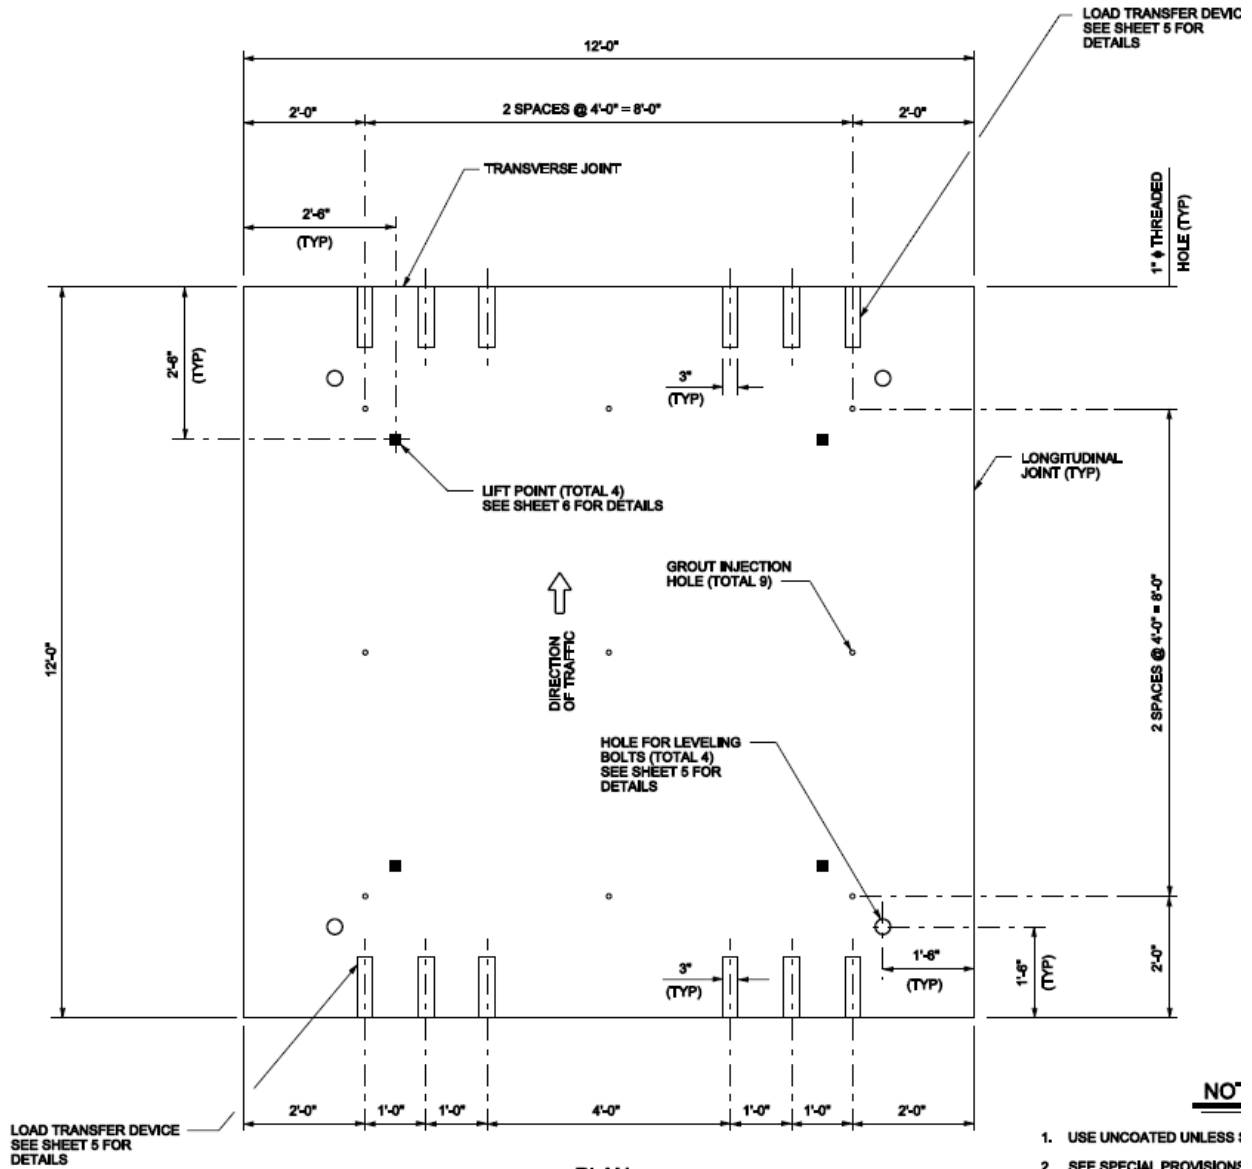 LOAD TRANSFER DEVIC
SEE SHEET 5 FOR
DETAILS
12'-0"
2'-0"
2 SPACES @ 4'-0" = 8'-0"
2'-0"
TRANSVERSE JOINT
1" ϕ THREADED
HOLE (TYP)
2'-6"
(TYP)
2'-6"
(TYP)
3"
(TYP)
LONGITUDINAL
JOINT (TYP)
LIFT POINT (TOTAL 4)
SEE SHEET 6 FOR DETAILS
GROUT INJECTION
HOLE (TOTAL 9)
12'-0"
DIRECTION
OF TRAFFIC
2 SPACES @ 4'-0" = 8'-0"
HOLE FOR LEVELING
BOLTS (TOTAL 4)
SEE SHEET 5 FOR
DETAILS
3"
(TYP)
1'-6"
(TYP)
1'-6"
(TYP)
2'-0"
2'-0"
1'-0"
1'-0"
4'-0"
1'-0"
1'-0"
2'-0"
LOAD TRANSFER DEVICE
SEE SHEET 5 FOR
DETAILS
NOT
1. USE UNCOATED UNLESS S
2. SEE SPECIAL PROVISIONS